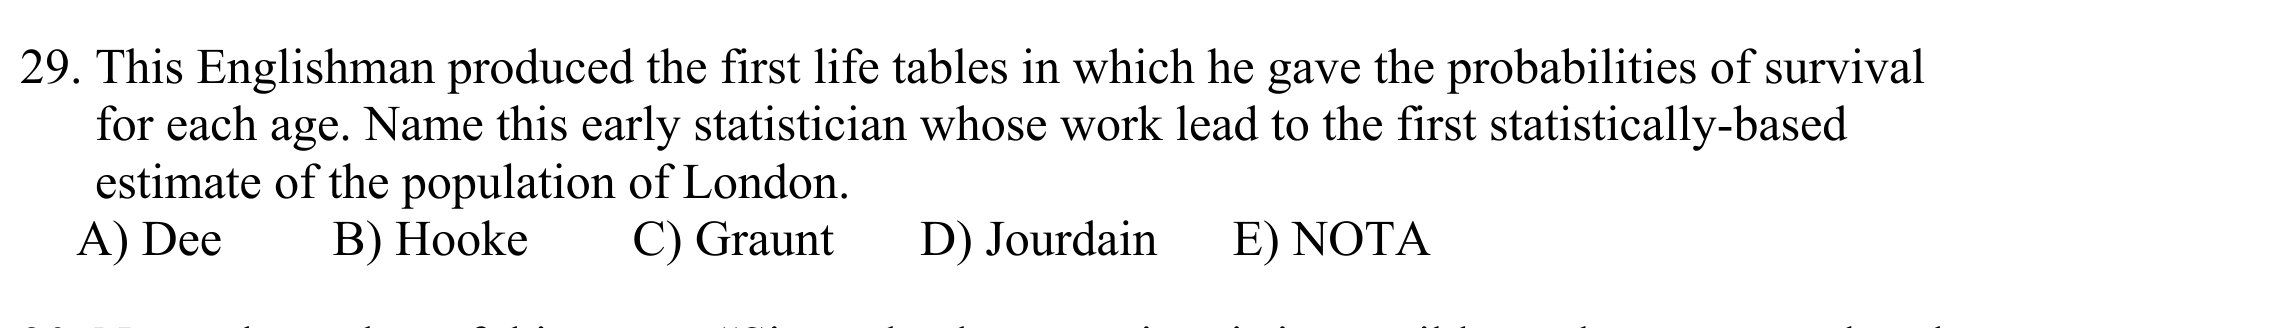 29. This Englishman produced the first life tables in which he gave the probabilities of survival
for each age. Name this early statistician whose work lead to the first statistically-based
estimate of the population of London.
A) Dee B) Hooke C) Graunt D) Jourdain E) NOTA